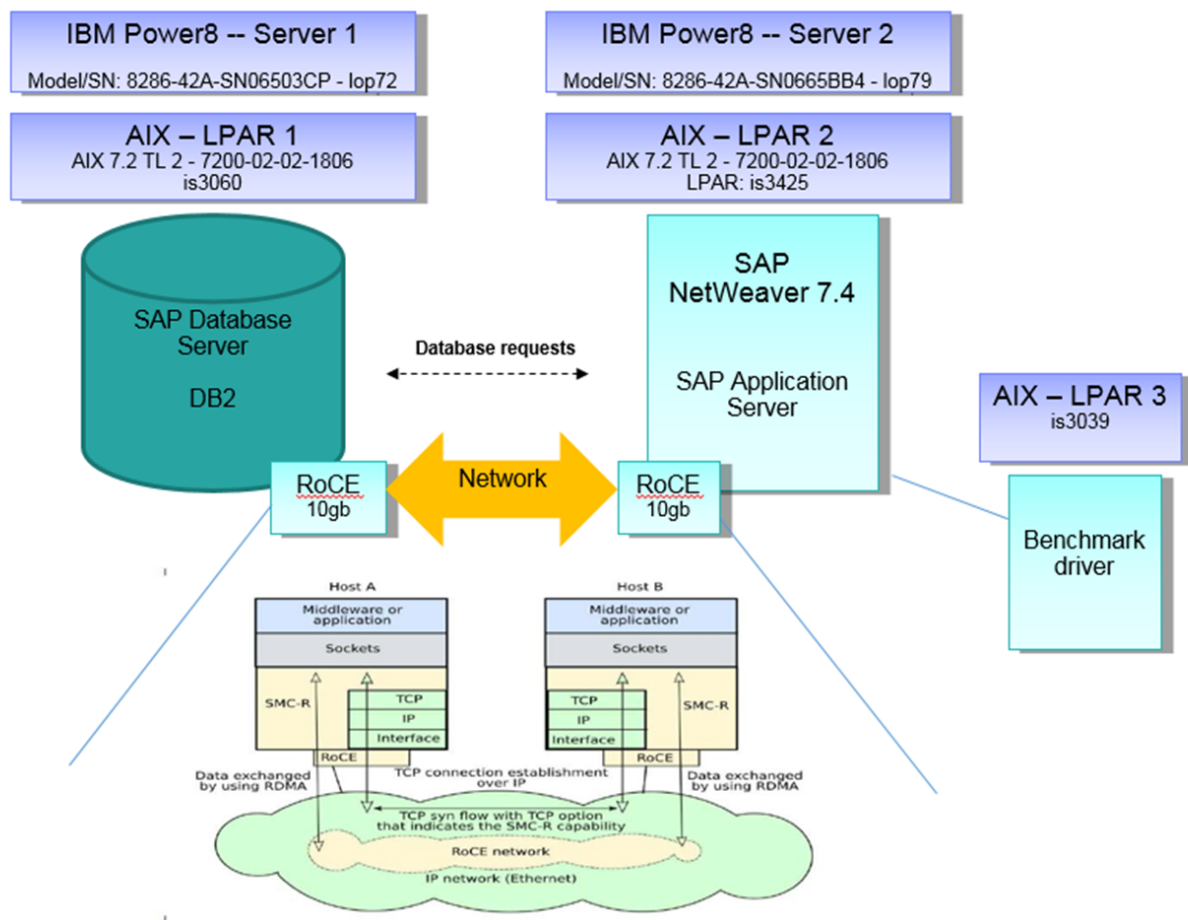 IBM Power8 -- Server 1
Model/SN: 8286-42A-SN06503CP - lop72
IBM Power8 -- Server 2
Model/SN: 8286-42A-SN0665BB4 - lop79
AIX – LPAR 1
AIX 7.2 TL 2 - 7200-02-02-1806
is3060
AIX – LPAR 2
AIX 7.2 TL 2 - 7200-02-02-1806
LPAR: is3425
SAP Database
Server
DB2
Database requests
SAP
NetWeaver 7.4
SAP Application
Server
AIX – LPAR 3
is3039
RoCE
10gb
Network
RoCE
10gb
Benchmark
driver
Host A
Middleware or
application
Sockets
SMC-R
TCP
IP
Interface
RoCE
Host B
Middleware or
application
Sockets
TCP
IP
Interface
SMC-R
RoCE
Data exchanged
by using RDMA
TCP connection establishment
over IP
Data exchanged
by using RDMA
TCP syn flow with TCP option
that indicates the SMC-R capability
RoCE network
IP network (Ethernet)